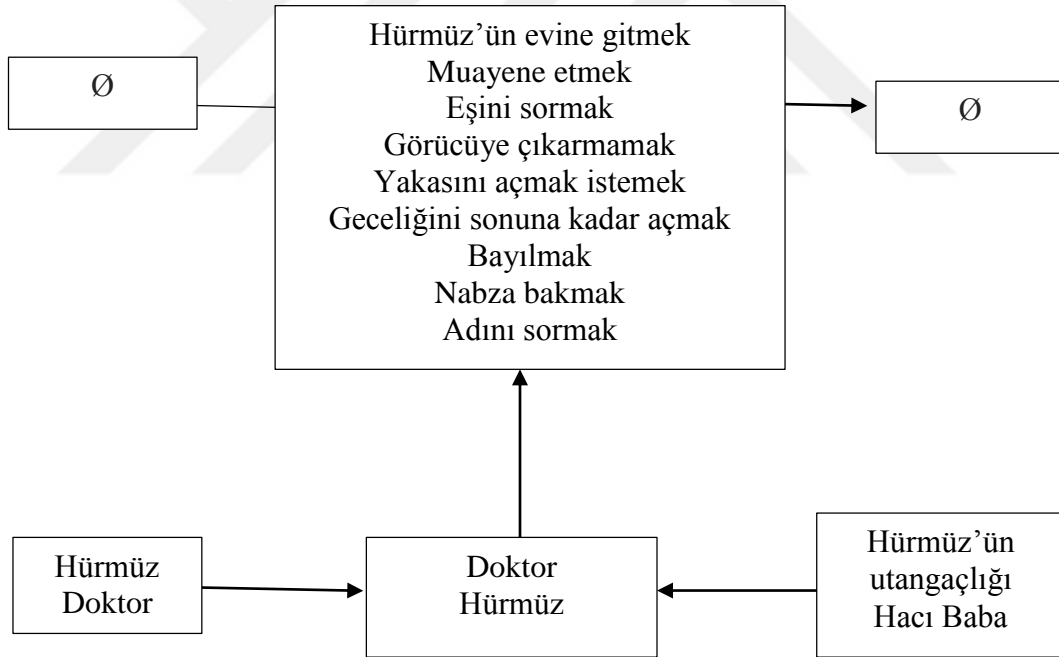 Ø
Hürmüz’ün evine gitmek
Muayene etmek
Eşini sormak
Görücüye çıkarmamak
Yakasını açmak istemek
Geceliğini sonuna kadar açmak
Bayılmak
Nabza bakmak
Adını sormak
Ø
Hürmüz
Doktor
Doktor
Hürmüz
Hürmüz’ün
utangaçlığı
Hacı Baba